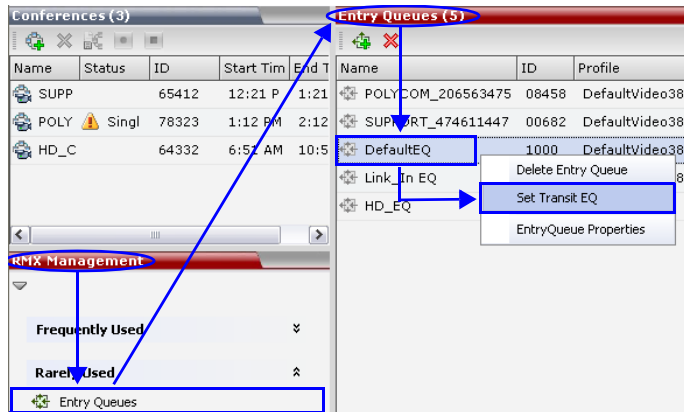 Conferences (3)
Name Status ID Start Tim End T
SUPP 65412 12:21 P 1:21
POLY Singl 78323 1:12 PM 2:12
HD_C 64332 6:51 AM 10:5
RMX Management
Frequently Used
Rarely Used
Entry Queues
Entry Queues (5)
Name ID Profile
POLYCOM_206563475 08458 DefaultVideo38
SUPPORT_474611447 00682 DefaultVideo38
DefaultEQ 1000 DefaultVideo38
Link_In EQ
HD_EQ
Delete Entry Queue
Set Transit EQ
EntryQueue Properties